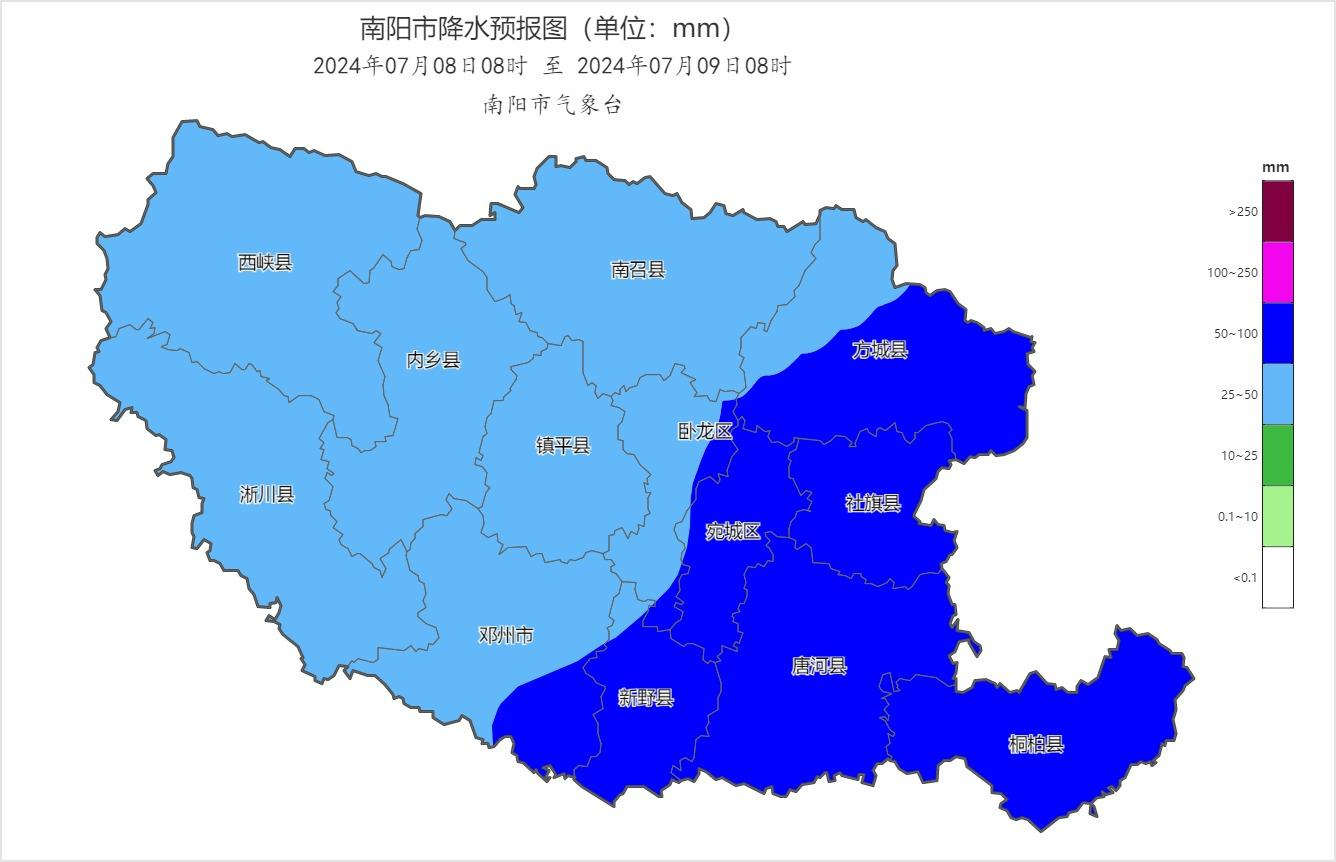 南阳市降水预报图（单位：mm）
2024年07月08日08时 至 2024年07月09日08时
南阳市气象台
mm
>250
100~250
50~100
25~50
10~25
0.1~10
<0.1
西峡县
南召县
内乡县
方城县
卧龙区
镇平县
淅川县
社旗县
宛城区
邓州市
唐河县
新野县
桐柏县